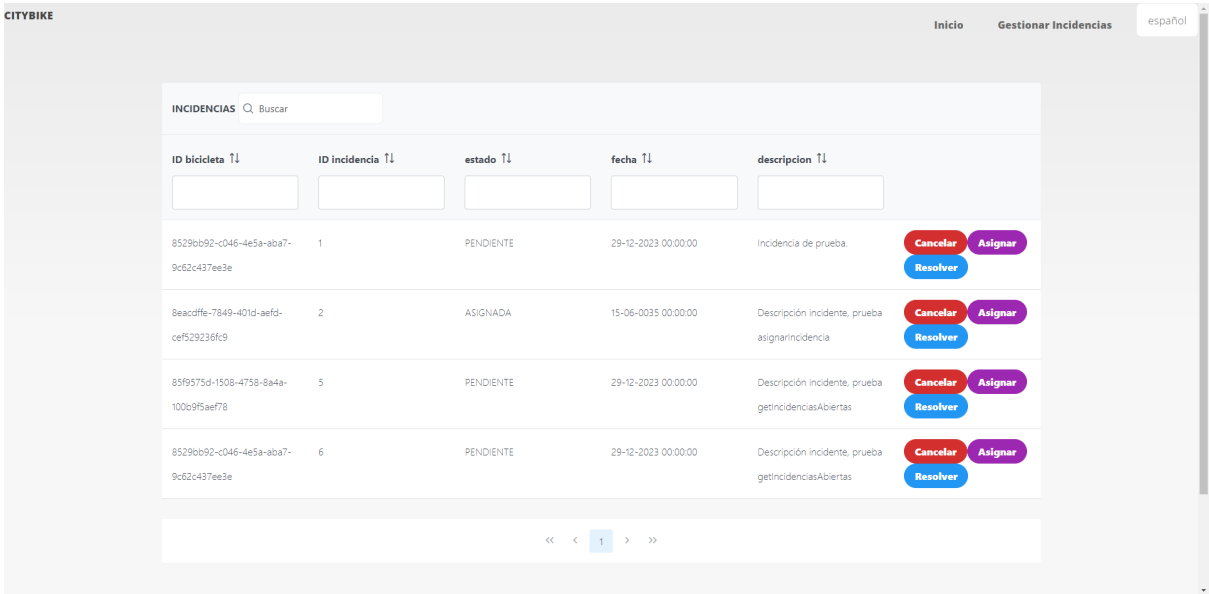 CITYBIKE
Inicio Gestionar Incidencias español
INCIDENCIAS Buscar
ID bicicleta ID incidencia estado fecha descripcion
8529bb92-c046-4e5a-aba7- 1 PENDIENTE 29-12-2023 00:00:00 Incidencia de prueba. Cancelar Asignar
9c62c437ee3e Resolver
8eacdffe-7849-401d-aefd- 2 ASIGNADA 15-06-0035 00:00:00 Descripción incidente, prueba Cancelar Asignar
cef529236fc9 asignarIncidencia Resolver
85f9575d-1508-4758-8a4a- 5 PENDIENTE 29-12-2023 00:00:00 Descripción incidente, prueba Cancelar Asignar
100b9f5aef78 getIncidenciasAbiertas Resolver
8529bb92-c046-4e5a-aba7- 6 PENDIENTE 29-12-2023 00:00:00 Descripción incidente, prueba Cancelar Asignar
9c62c437ee3e getIncidenciasAbiertas Resolver
1